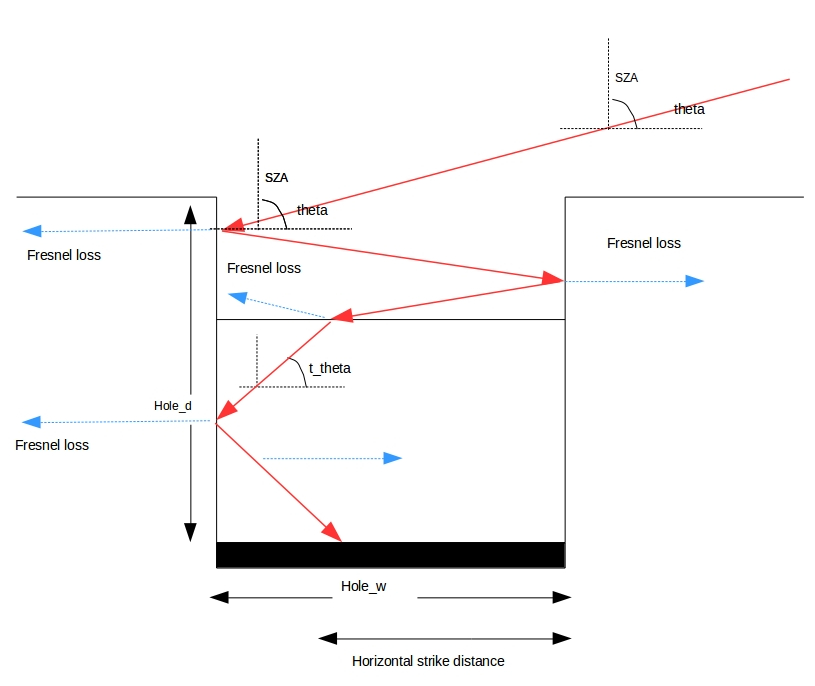 SZA
theta
SZA
theta
Fresnel loss
Fresnel loss
Fresnel loss
t_theta
Hole_d
Fresnel loss
Hole_w
Horizontal strike distance